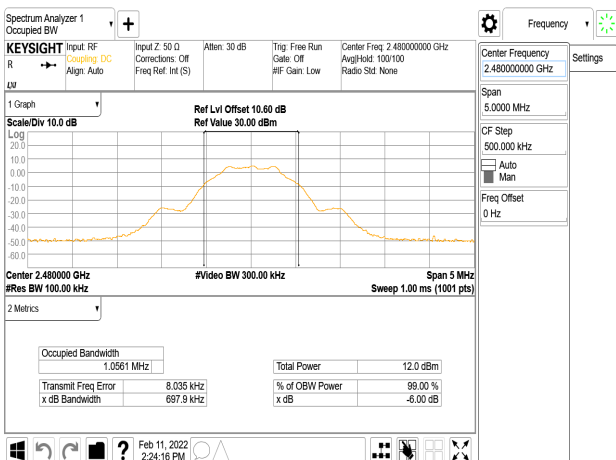 Spectrum Analyzer 1
Occupied BW
Frequency
KEYSIGHT
R
LXI
Input: RF
Coupling: DC
Align: Auto
Input Z: 50 Ω
Corrections: Off
Freq Ref: Int (S)
Atten: 30 dB
Trig: Free Run
Gate: Off
#IF Gain: Low
Center Freq: 2.480000000 GHz
Avg|Hold: 100/100
Radio Std: None
Center Frequency
2.480000000 GHz
Settings
Span
5.0000 MHz
CF Step
500.000 kHz
Auto
Man
Freq Offset
0 Hz
1 Graph
Scale/Div 10.0 dB
Ref Lvl Offset 10.60 dB
Ref Value 30.00 dBm
Log
20.0
10.0
0.00
-10.0
-20.0
-30.0
-40.0
-50.0
-60.0
Center 2.480000 GHz
#Res BW 100.00 kHz
#Video BW 300.00 kHz
Span 5 MHz
Sweep 1.00 ms (1001 pts)
2 Metrics
Occupied Bandwidth
1.0561 MHz
Total Power 12.0 dBm
Transmit Freq Error 8.035 kHz
% of OBW Power 99.00 %
x dB Bandwidth 697.9 kHz
x dB -6.00 dB
?
Feb 11, 2022
2:24:16 PM